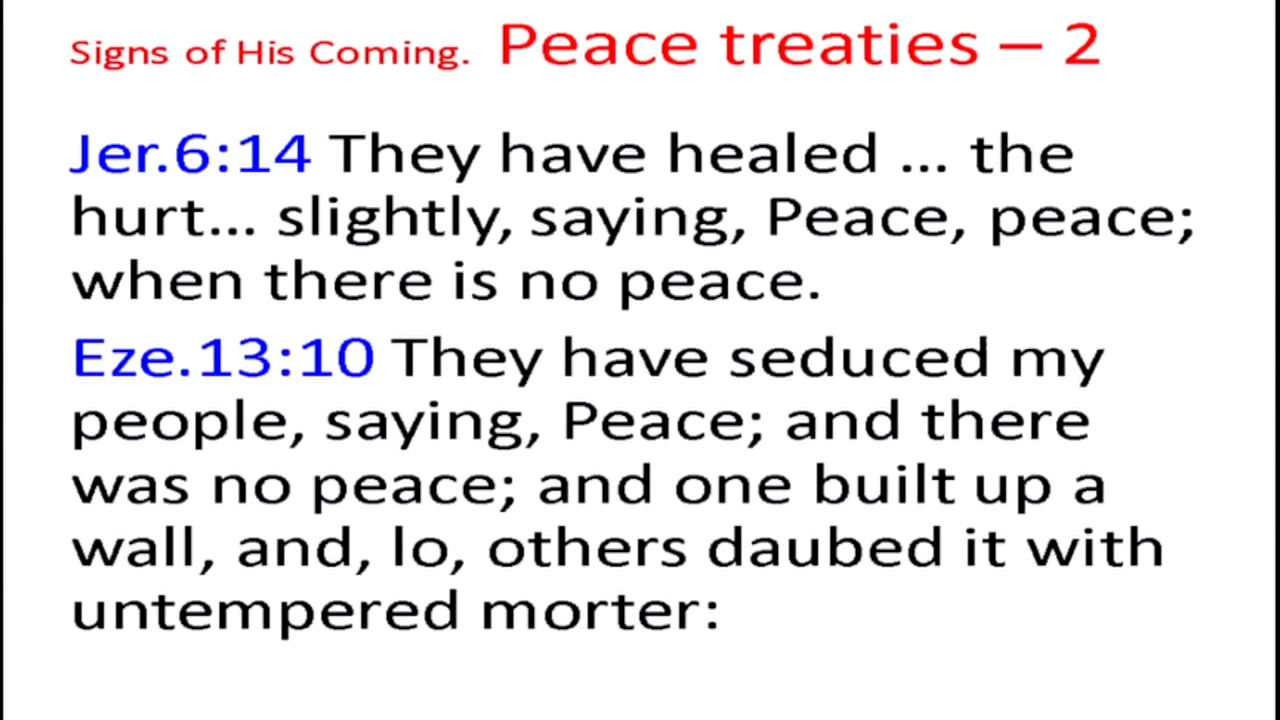 Signs of His Coming. Peace treaties – 2
Jer.6:14 They have healed ... the
hurt... slightly, saying, Peace, peace;
when there is no peace.
Eze.13:10 They have seduced my
people, saying, Peace; and there
was no peace; and one built up a
wall, and, lo, others daubed it with
untempered morter: